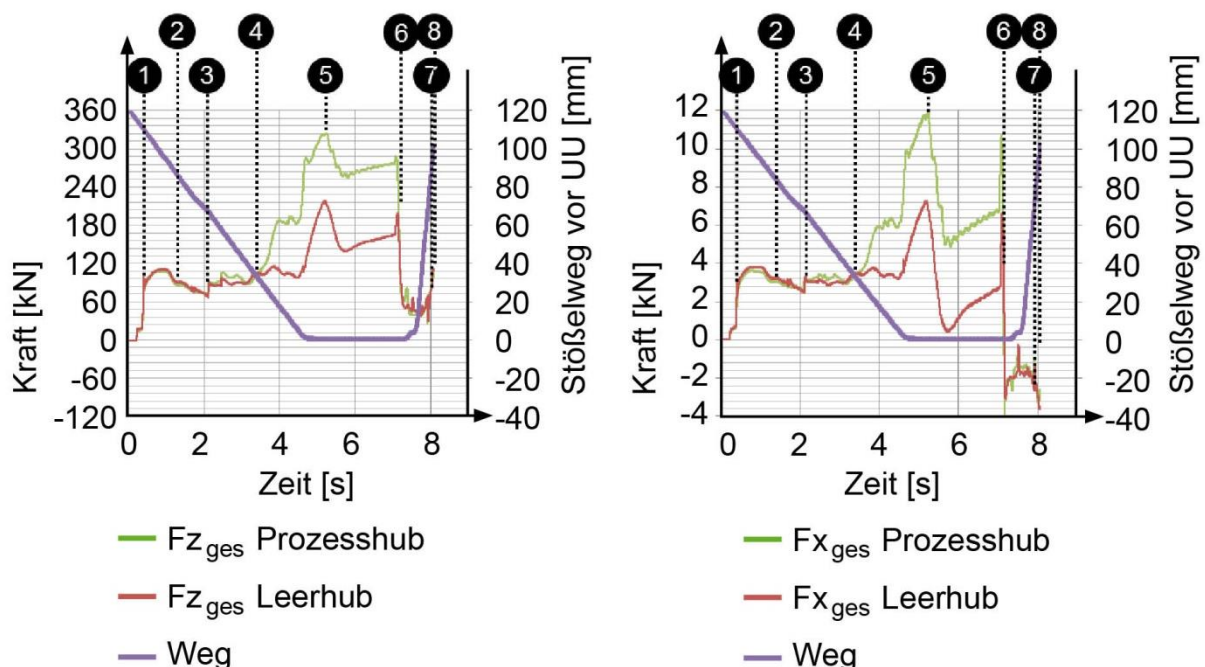 2 4 6 8
1 3 5 7
360
300
240
180
120
60
0
-60
-120
Kraft [kN]
120
100
80
60
40
20
0
-20
-40
Stößelweg vor UU [mm]
0 2 4 6 8
Zeit [s]
Fz ges Prozesshub
Fz ges Leerhub
Weg
2 4 6 8
1 3 5 7
12
10
8
6
4
2
0
-2
-4
Kraft [kN]
120
100
80
60
40
20
0
-20
-40
Stößelweg vor UU [mm]
0 2 4 6 8
Zeit [s]
Fx ges Prozesshub
Fx ges Leerhub
Weg